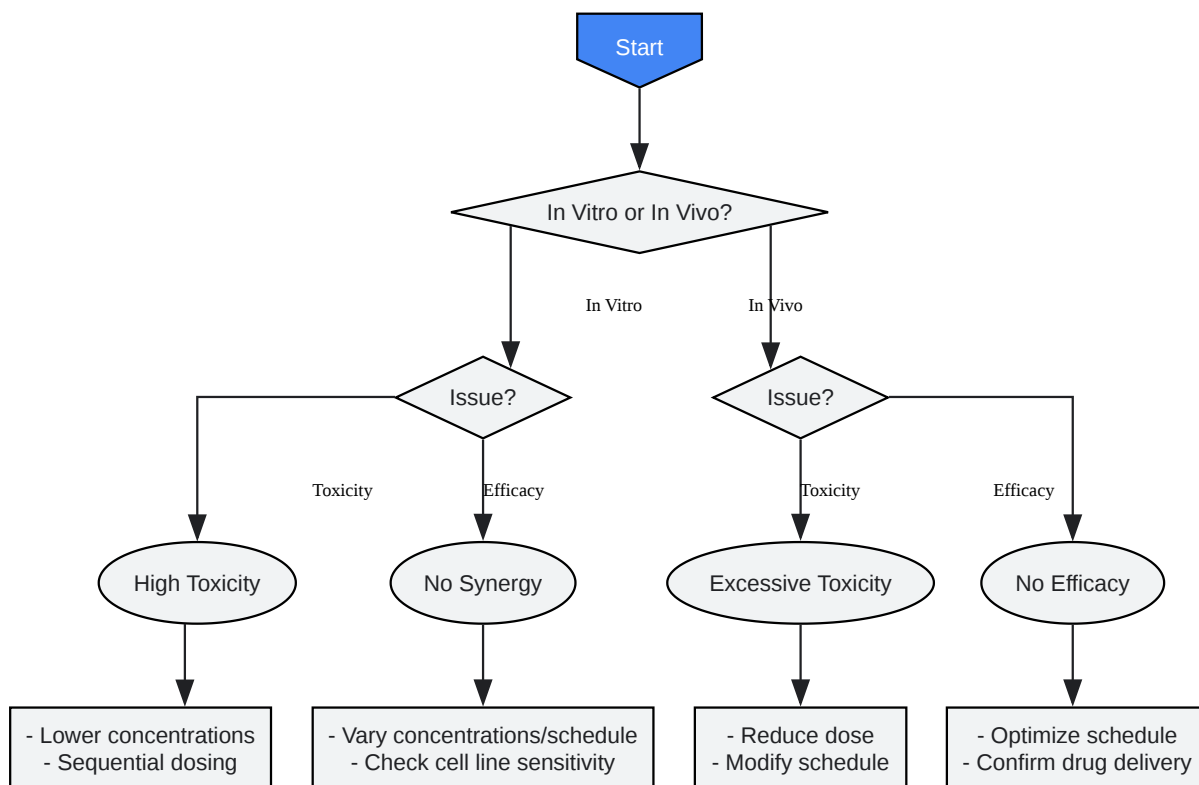 Start
In Vitro or In Vivo?
In Vitro
In Vivo
Issue?
Issue?
Toxicity
Efficacy
Toxicity
Efficacy
High Toxicity
No Synergy
Excessive Toxicity
No Efficacy
- Lower concentrations
- Sequential dosing
- Vary concentrations/schedule
- Check cell line sensitivity
- Reduce dose
- Modify schedule
- Optimize schedule
- Confirm drug delivery